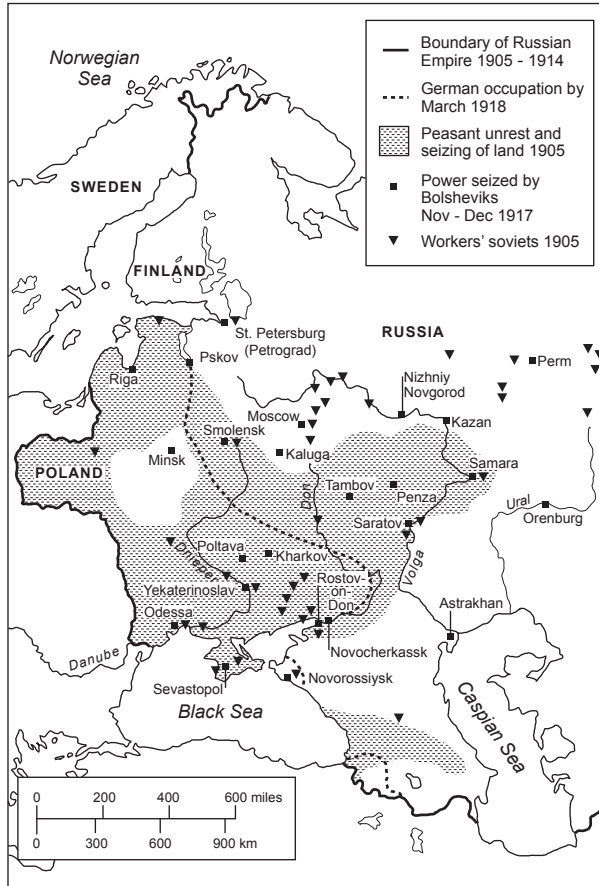 Norwegian
Sea
Boundary of Russian
Empire 1905 - 1914
German occupation by
March 1918
Peasant unrest and
seizing of land 1905
Power seized by
Bolsheviks
Nov - Dec 1917
Workers' soviets 1905
SWEDEN
FINLAND
St. Petersburg
(Petrograd)
RUSSIA
Pskov
Perm
Riga
Nizhniy
Novgorod
Moscow
Kazan
Smolensk
Kaluga
Minsk
POLAND
Samara
Tambov
Penza
Don
Ural
Orenburg
Saratov
Dnieper
Poltava
Kharkov
Volga
Yekaterinoslav
Rostov-
on-
Don
Astrakhan
Odessa
Novocherkassk
Danube
Sevastopol
Novorossiysk
Black Sea
Caspian Sea
0 200 400 600 miles
0 300 600 900 km